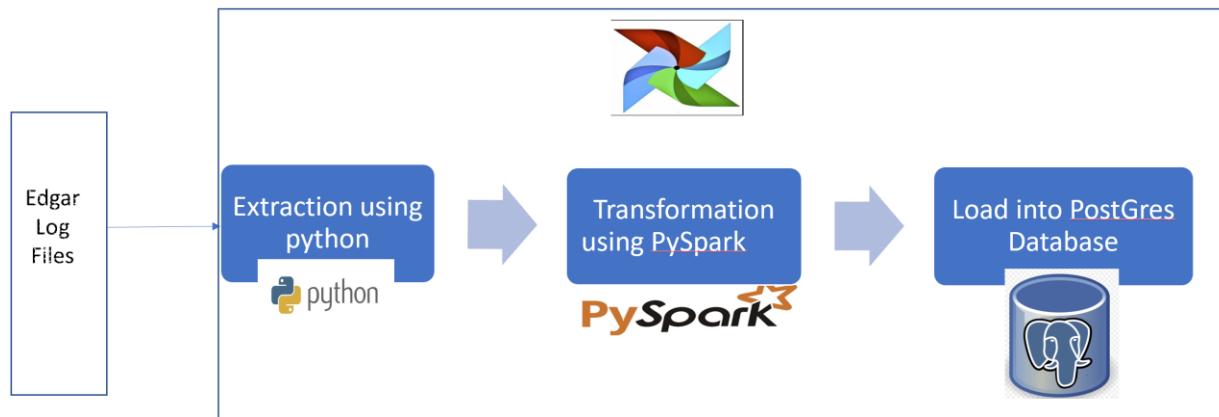 Edgar
Log
Files
Extraction using
python
python
Transformation
using PySpark
PySpark
Load into PostGres
Database